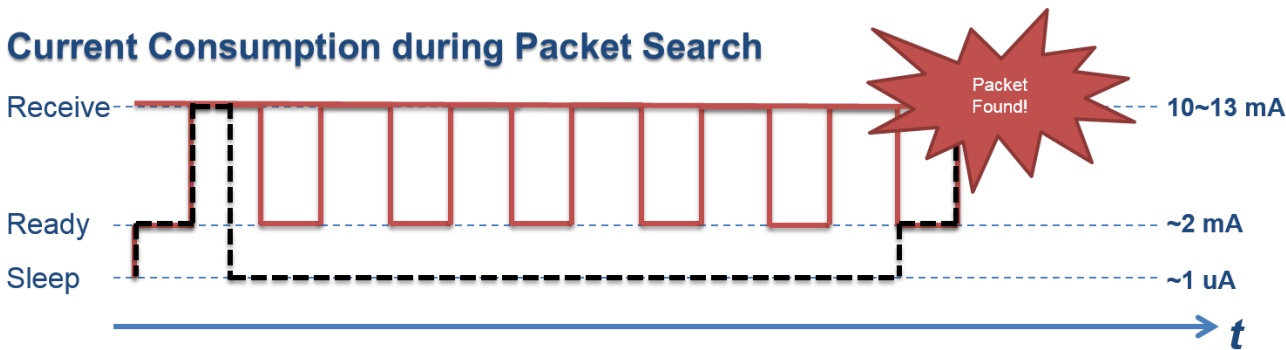 Current Consumption during Packet Search
Packet
Found!
Receive
10~13 mA
Ready
~2 mA
Sleep
~1 uA
t